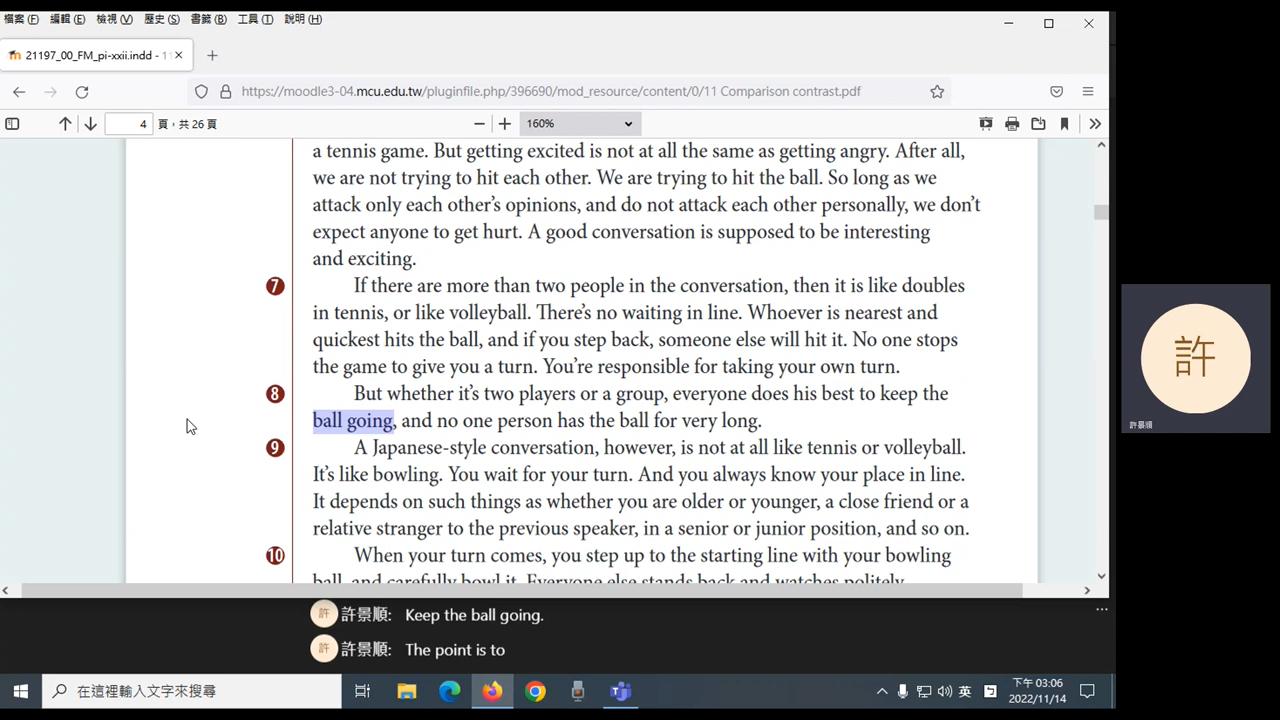 檔案(F) 編輯(E) 檢視(V) 歷史(S) 書籤(B) 工具(T) 說明(H)
21197_00_FM_pi-xxii.indd - 11
https://moodle3-04.mcu.edu.tw/pluginfile.php/396690/mod_resource/content/0/11 Comparison contrast.pdf
4 頁，共 26 頁
160%
a tennis game. But getting excited is not at all the same as getting angry. After all,
we are not trying to hit each other. We are trying to hit the ball. So long as we
attack only each other's opinions, and do not attack each other personally, we don't
expect anyone to get hurt. A good conversation is supposed to be interesting
and exciting.
7 If there are more than two people in the conversation, then it is like doubles
in tennis, or like volleyball. There's no waiting in line. Whoever is nearest and
quickest hits the ball, and if you step back, someone else will hit it. No one stops
the game to give you a turn. You're responsible for taking your own turn.
8 But whether it's two players or a group, everyone does his best to keep the
ball going, and no one person has the ball for very long.
9 A Japanese-style conversation, however, is not at all like tennis or volleyball.
It's like bowling. You wait for your turn. And you always know your place in line.
It depends on such things as whether you are older or younger, a close friend or a
relative stranger to the previous speaker, in a senior or junior position, and so on.
10 When your turn comes, you step up to the starting line with your bowling
ball, and carefully bowl it. Everyone else stands back and watches politely,
許
許景順
許 許景順: Keep the ball going.
許 許景順: The point is to
在這裡輸入文字來搜尋
英
下午 03:06
2022/11/14